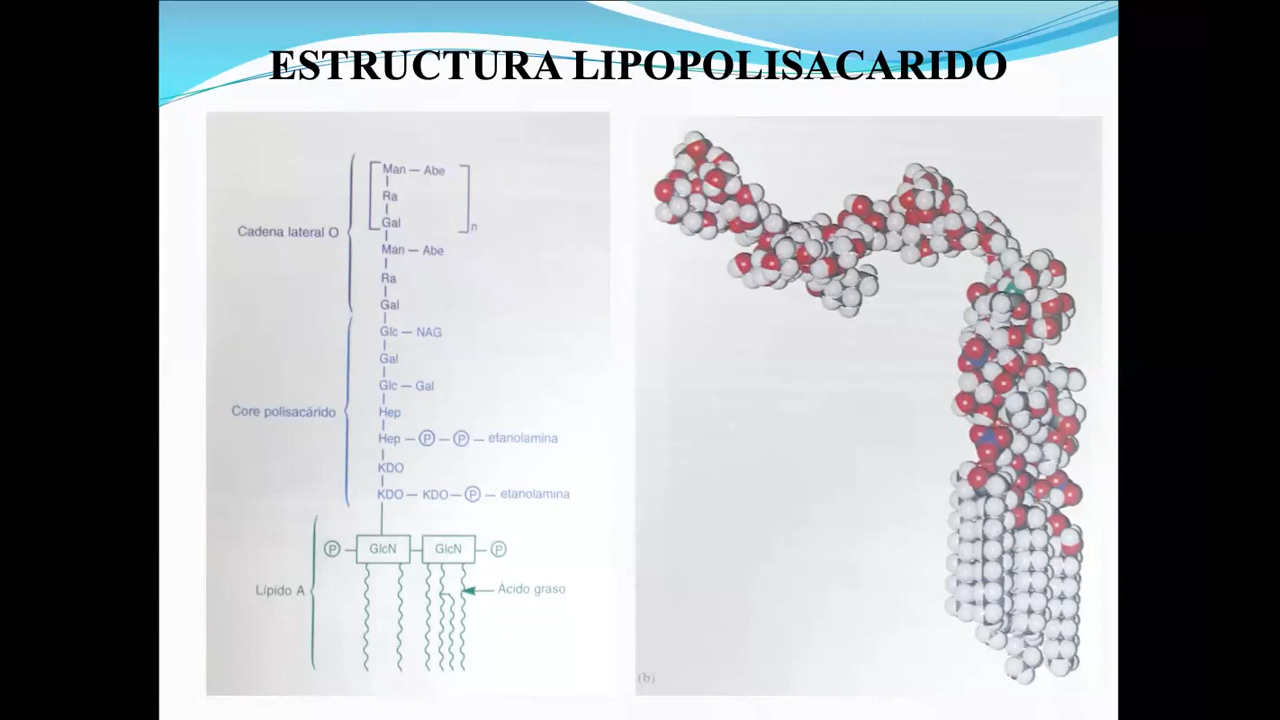 ESTRUCTURA LIPOPOLISACARIDO
Cadena lateral O
Man — Abe
Ra
Gal
n
Man — Abe
Ra
Gal
Glc — NAG
Gal
Glc — Gal
Core polisacárido
Hep
Hep — P — P — etanolamina
KDO
KDO — KDO — P — etanolamina
P — GlcN — GlcN — P
Lípido A
Ácido graso
(b)